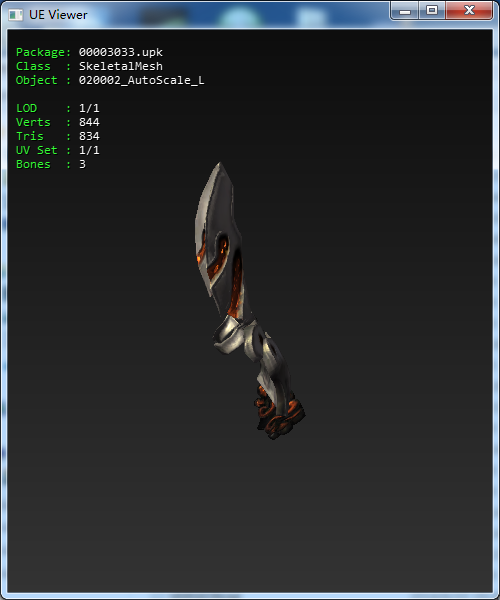 UE Viewer
Package: 00003033.upk
Class : SkeletalMesh
Object : 020002_AutoScale_L
LOD : 1/1
Verts : 844
Tris : 834
UV Set : 1/1
Bones : 3